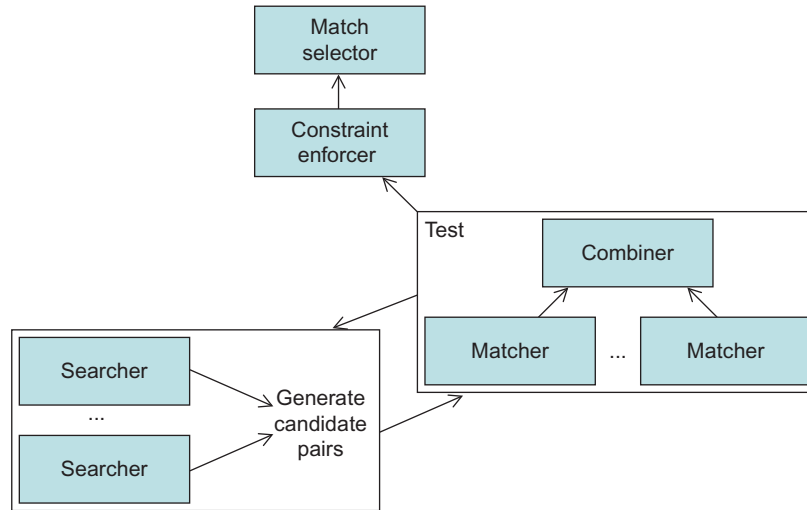 Match
selector
Constraint
enforcer
Test
Combiner
Matcher
...
Matcher
Searcher
...
Searcher
Generate
candidate
pairs